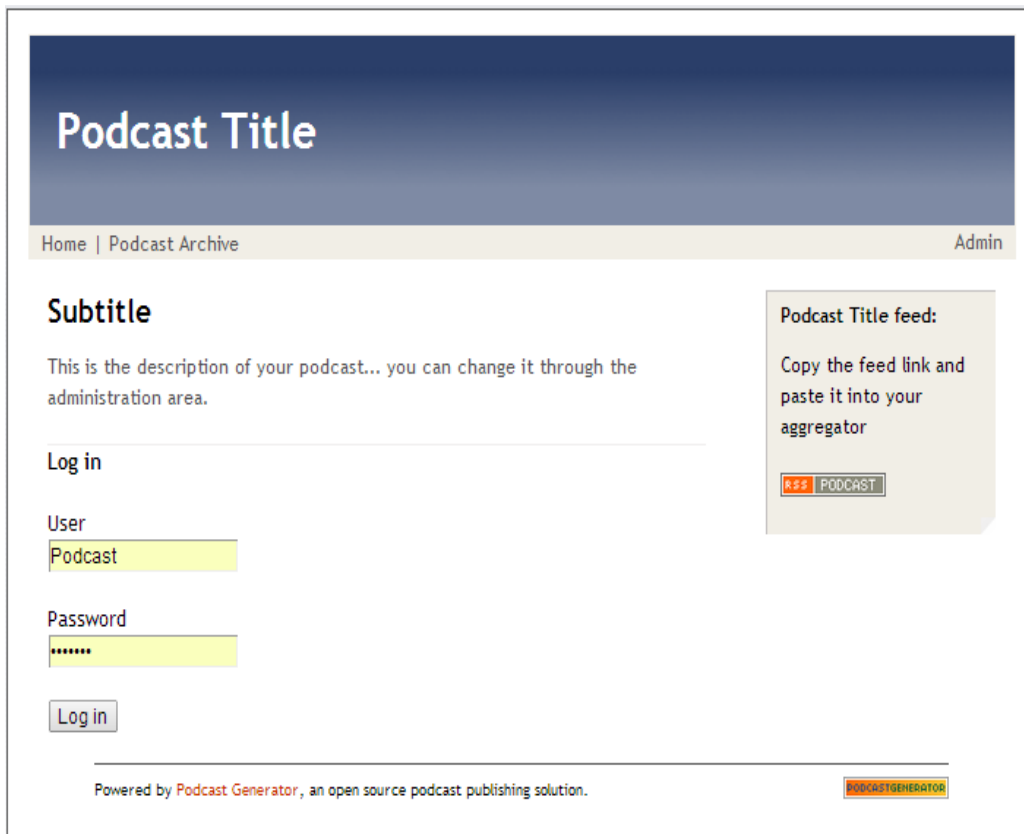 Podcast Title
Home | Podcast Archive
Admin
Subtitle
This is the description of your podcast... you can change it through the
administration area.
Log in
User
Podcast
Password
•••••••
Log in
Podcast Title feed:
Copy the feed link and
paste it into your
aggregator
RSS PODCAST
Powered by Podcast Generator, an open source podcast publishing solution.
PODCASTGENERATOR